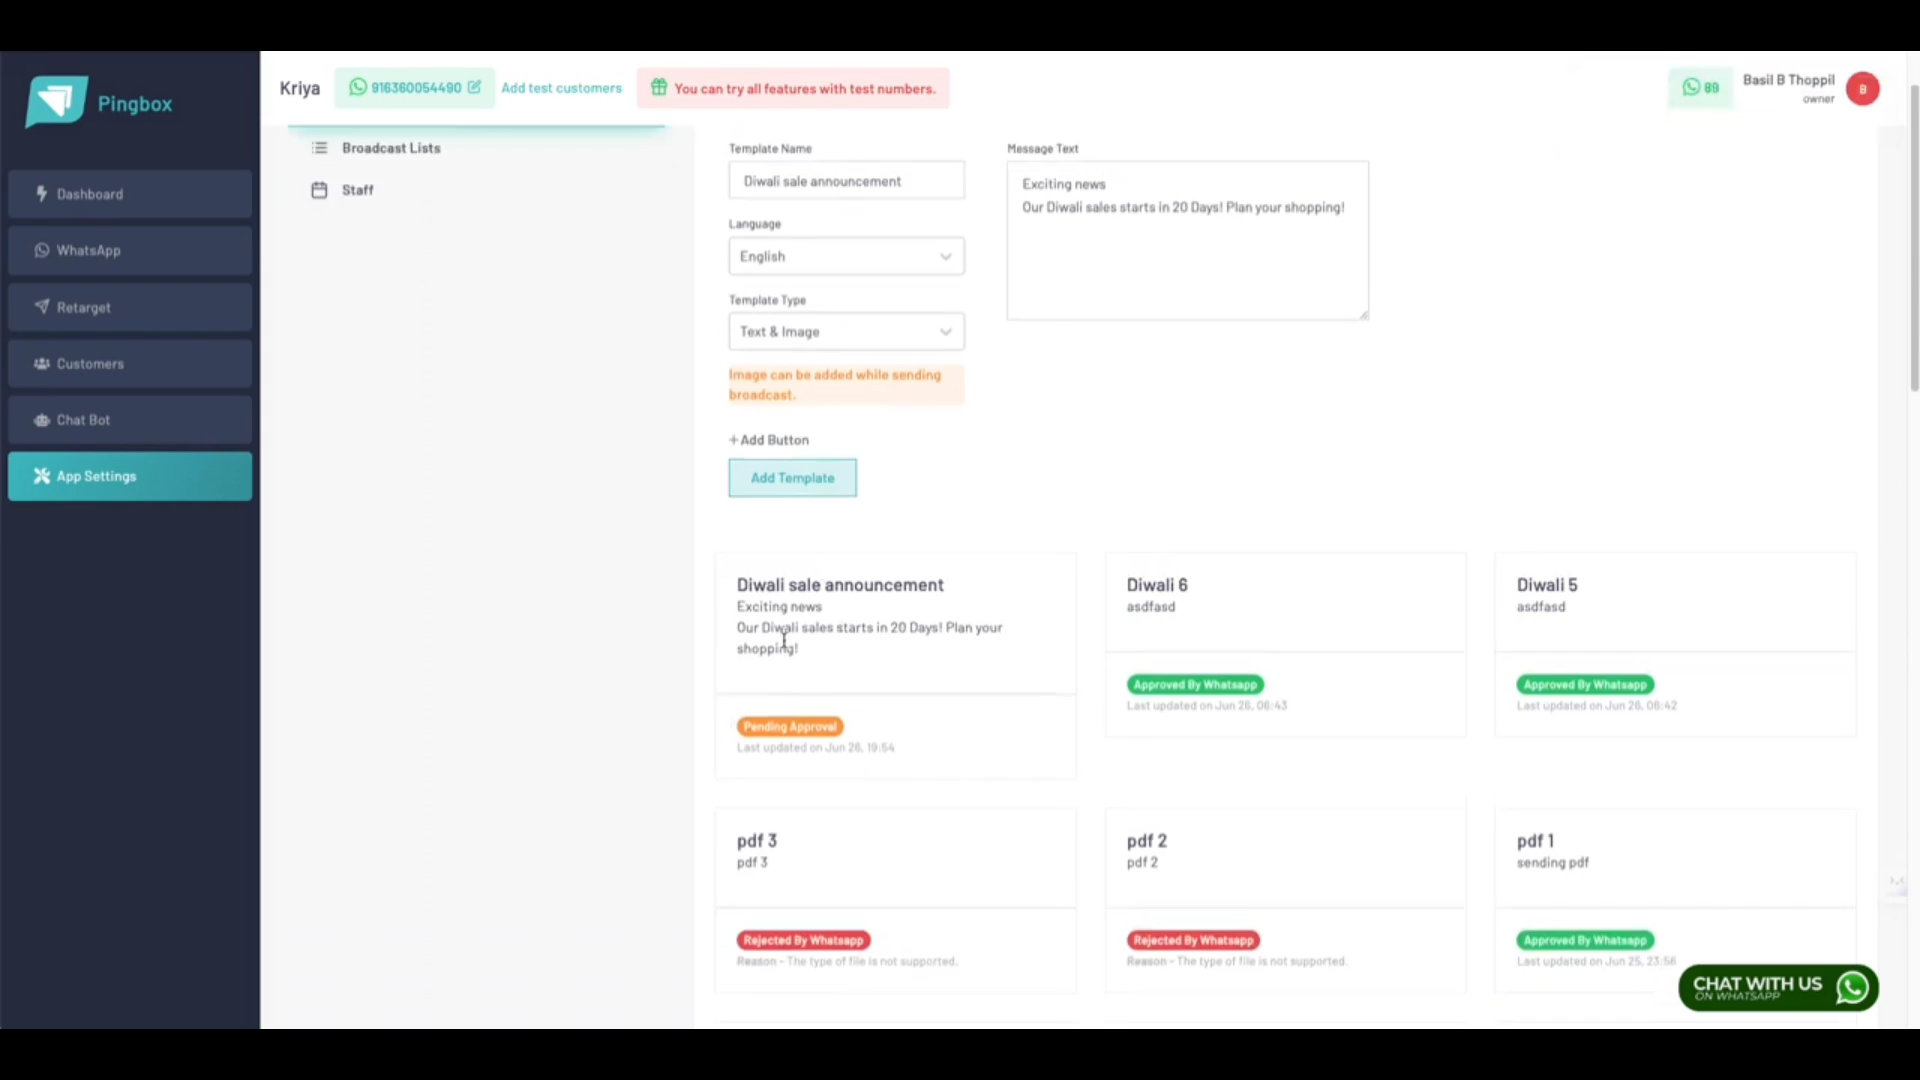 Pingbox
Dashboard
WhatsApp
Retarget
Customers
Chat Bot
App Settings
Kriya
916360054490
Add test customers
You can try all features with test numbers.
89
Basil B Thoppil
owner
B
Broadcast Lists
Staff
Template Name
Diwali sale announcement
Language
English
Template Type
Text & Image
Image can be added while sending
broadcast.
+Add Button
Add Template
Message Text
Exciting news
Our Diwali sales starts in 20 Days! Plan your shopping!
Diwali sale announcement
Exciting news
Our Diwali sales starts in 20 Days! Plan your
shopping!
Pending Approval
Last updated on Jun 26, 19:54
Diwali 6
asdfasd
Approved By Whatsapp
Last updated on Jun 26, 06:43
Diwali 5
asdfasd
Approved By Whatsapp
Last updated on Jun 26, 06:42
pdf 3
pdf 3
Rejected By Whatsapp
Reason - The type of file is not supported.
pdf 2
pdf 2
Rejected By Whatsapp
Reason - The type of file is not supported.
pdf 1
sending pdf
Approved By Whatsapp
Last updated on Jun 25, 23:56
CHAT WITH US
ON WHATSAPP